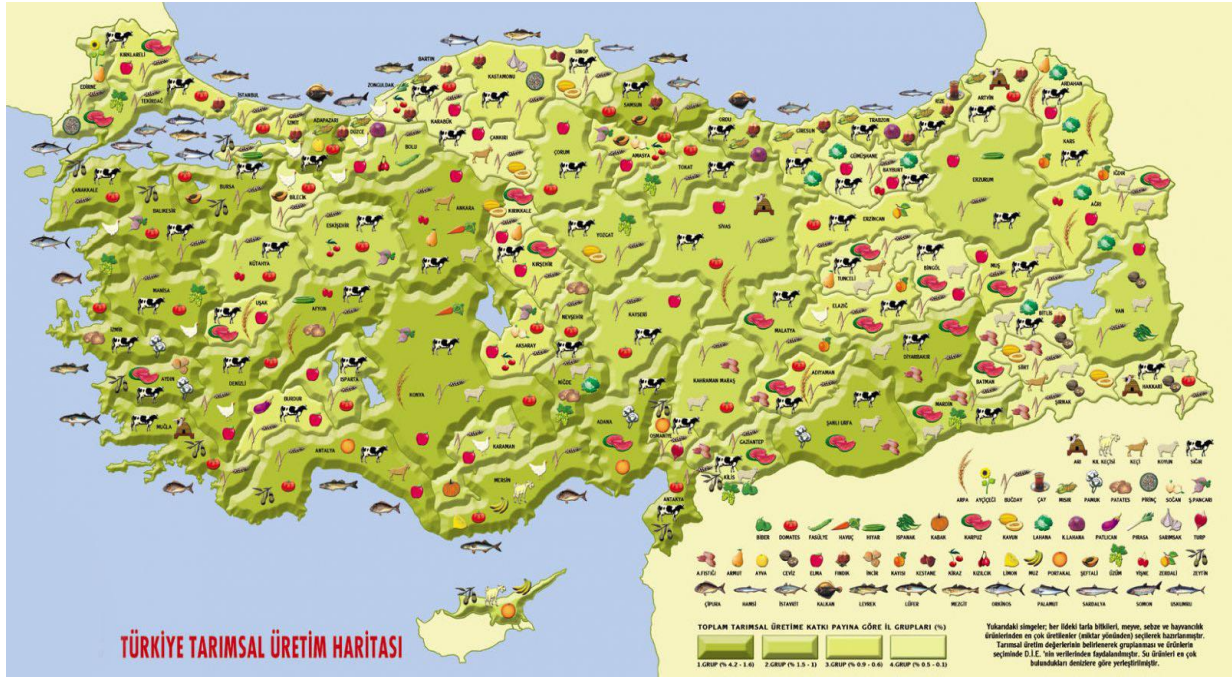 KIRKLARELİ
EDİRNE
TEKİRDAĞ
İSTANBUL
İZMİT
ADAPAZARI
DÜZCE
ZONGULDAK
BARTIN
KARABÜK
KASTAMONU
SİNOP
SAMSUN
ORDU
GİRESUN
TRABZON
RİZE
ARTVİN
ARDAHAN
KARS
IĞDIR
AĞRI
ÇANAKKALE
BALIKESİR
BURSA
BİLECİK
BOLU
ÇANKIRI
ÇORUM
AMASYA
TOKAT
GÜMÜŞHANE
BAYBURT
ERZURUM
ESKİŞEHİR
ANKARA
KIRIKKALE
YOZGAT
SİVAS
ERZİNCAN
KÜTAHYA
KIRŞEHİR
TUNCELİ
BİNGÖL
MUŞ
MANİSA
UŞAK
AFYON
AKSARAY
NEVŞEHİR
KAYSERİ
MALATYA
ELAZIĞ
DİYARBAKIR
BİTLİS
VAN
İZMİR
AYDIN
DENİZLİ
ISPARTA
BURDUR
KONYA
NİĞDE
KAHRAMAN MARAŞ
ADIYAMAN
BATMAN
SİİRT
ŞIRNAK
HAKKARİ
MUĞLA
ANTALYA
KARAMAN
MERSİN
ADANA
OSMANİYE
GAZİANTEP
KİLİS
ŞANLI URFA
MARDİN
ANTAKYA
ARI KIL KEÇİSİ KEÇİ KOYUN SIĞIR
ARPA AYÇİÇEĞİ BUĞDAY ÇAY MISIR PAMUK PATATES PİRİNÇ SOĞAN Ş.PANCARI
BİBER DOMATES FASÜLYE HAVUÇ HIYAR ISPANAK KABAK KARPUZ KAVUN LAHANA K.LAHANA PATLICAN PIRASA SARIMSAK TURP
A.FISTIĞI ARMUT AYVA CEVİZ ELMA FINDIK İNCİR KAYISI KESTANE KİRAZ KIZILCIK LİMON MUZ PORTAKAL ŞEFTALİ ÜZÜM VİŞNE ZERDALİ ZEYTİN
ÇİPURA HAMSİ İSTAVRİT KALKAN LEVREK LÜFER MEZGİT ORKİNOS PALAMUT SARDALYA SOMON USKUMRU
TÜRKİYE TARIMSAL ÜRETİM HARİTASI
TOPLAM TARIMSAL ÜRETİME KATKI PAYINA GÖRE İL GRUPLARI (%)
1.GRUP (% 4.2 - 1.6) 2.GRUP (% 1.5 - 1) 3.GRUP (% 0.9 - 0.6) 4.GRUP (% 0.5 - 0.1)
Yukarıdaki simgeler; her ildeki tarla bitkileri, meyve, sebze ve hayvancılık
ürünlerinden en çok üretilenler (miktar yönünden) seçilerek hazırlanmıştır.
Tarımsal üretim değerlerinin belirlenerek gruplanması ve ürünlerin
seçiminde D.İ.E. 'nin verilerinden faydalanılmıştır. Su ürünleri en çok
bulundukları denizlere göre yerleştirilmiştir.